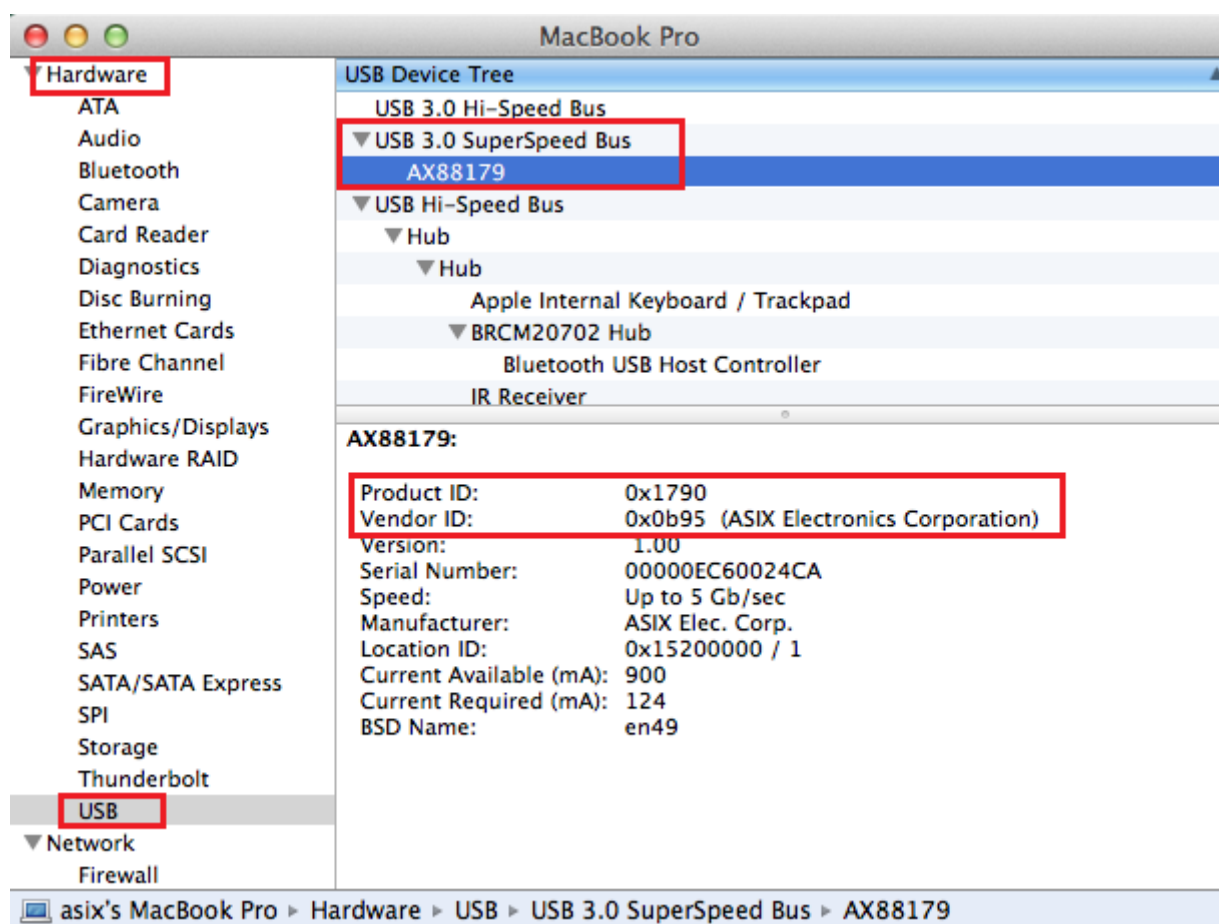 MacBook Pro
Hardware
ATA
Audio
Bluetooth
Camera
Card Reader
Diagnostics
Disc Burning
Ethernet Cards
Fibre Channel
FireWire
Graphics/Displays
Hardware RAID
Memory
PCI Cards
Parallel SCSI
Power
Printers
SAS
SATA/SATA Express
SPI
Storage
Thunderbolt
USB
Network
Firewall
USB Device Tree
USB 3.0 Hi-Speed Bus
USB 3.0 SuperSpeed Bus
AX88179
USB Hi-Speed Bus
Hub
Hub
Apple Internal Keyboard / Trackpad
BRCM20702 Hub
Bluetooth USB Host Controller
IR Receiver
AX88179:
Product ID: 0x1790
Vendor ID: 0x0b95 (ASIX Electronics Corporation)
Version: 1.00
Serial Number: 00000EC60024CA
Speed: Up to 5 Gb/sec
Manufacturer: ASIX Elec. Corp.
Location ID: 0x15200000 / 1
Current Available (mA): 900
Current Required (mA): 124
BSD Name: en49
asix's MacBook Pro ▸ Hardware ▸ USB ▸ USB 3.0 SuperSpeed Bus ▸ AX88179